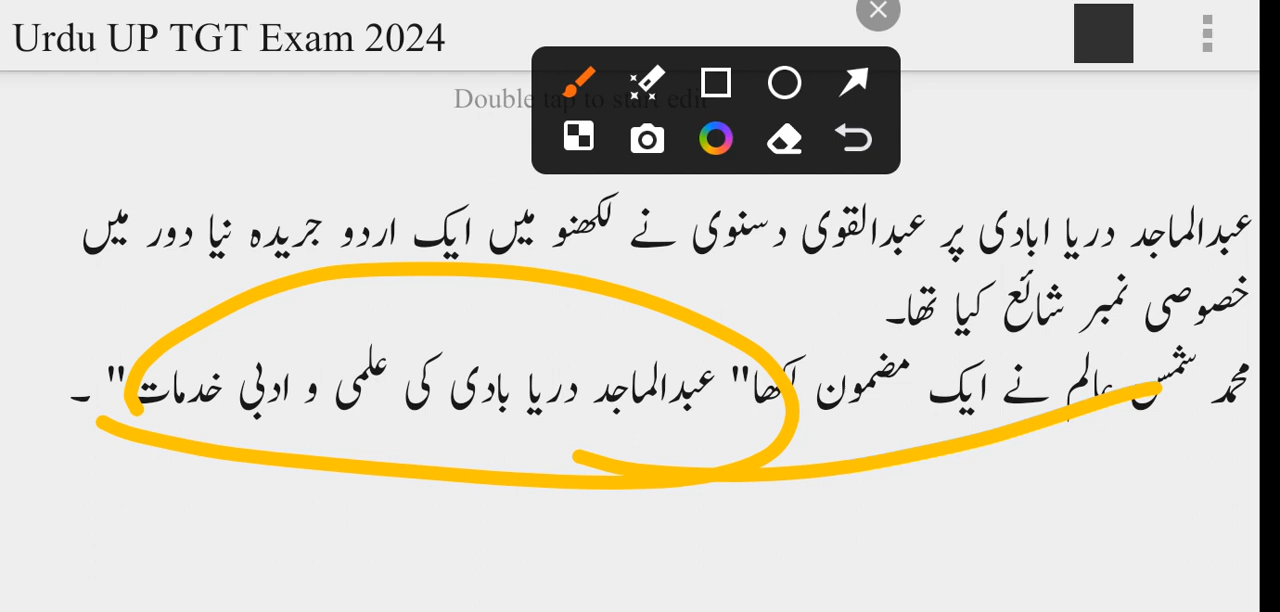 Urdu UP TGT Exam 2024
Double tap to start edit
عبدالماجد دریا ابادی پر عبدالقوی دسنوی نے لکھنو میں ایک اردو جریدہ نیا دور میں
خصوصی نمبر شائع کیا تھا۔
محمد شمس عالم نے ایک مضمون لکھا" عبدالماجد دریا بادی کی علمی و ادبی خدمات " ۔